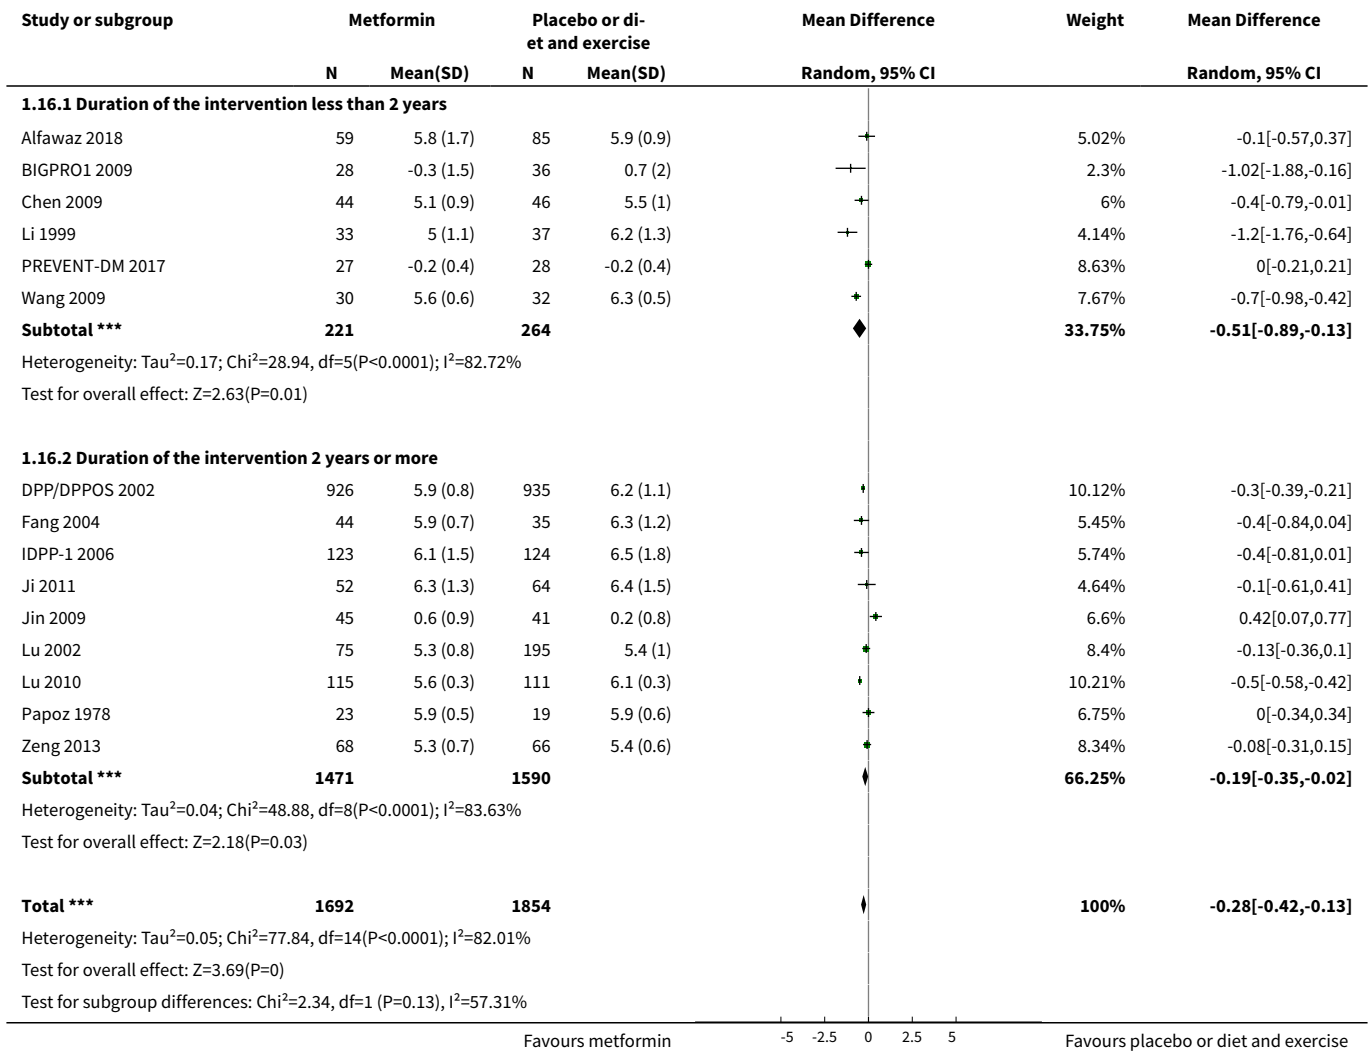 Study or subgroup Metformin Placebo or di- Mean Difference Weight Mean Difference
et and exercise
N Mean(SD) N Mean(SD) Random, 95% CI Random, 95% CI
1.16.1 Duration of the intervention less than 2 years
Alfawaz 2018 59 5.8 (1.7) 85 5.9 (0.9) 5.02% -0.1[-0.57,0.37]
BIGPRO1 2009 28 -0.3 (1.5) 36 0.7 (2) 2.3% -1.02[-1.88,-0.16]
Chen 2009 44 5.1 (0.9) 46 5.5 (1) 6% -0.4[-0.79,-0.01]
Li 1999 33 5 (1.1) 37 6.2 (1.3) 4.14% -1.2[-1.76,-0.64]
PREVENT-DM 2017 27 -0.2 (0.4) 28 -0.2 (0.4) 8.63% 0[-0.21,0.21]
Wang 2009 30 5.6 (0.6) 32 6.3 (0.5) 7.67% -0.7[-0.98,-0.42]
Subtotal *** 221 264 33.75% -0.51[-0.89,-0.13]
Heterogeneity: Tau²=0.17; Chi²=28.94, df=5(P<0.0001); I²=82.72%
Test for overall effect: Z=2.63(P=0.01)
1.16.2 Duration of the intervention 2 years or more
DPP/DPPOS 2002 926 5.9 (0.8) 935 6.2 (1.1) 10.12% -0.3[-0.39,-0.21]
Fang 2004 44 5.9 (0.7) 35 6.3 (1.2) 5.45% -0.4[-0.84,0.04]
IDPP-1 2006 123 6.1 (1.5) 124 6.5 (1.8) 5.74% -0.4[-0.81,0.01]
Ji 2011 52 6.3 (1.3) 64 6.4 (1.5) 4.64% -0.1[-0.61,0.41]
Jin 2009 45 0.6 (0.9) 41 0.2 (0.8) 6.6% 0.42[0.07,0.77]
Lu 2002 75 5.3 (0.8) 195 5.4 (1) 8.4% -0.13[-0.36,0.1]
Lu 2010 115 5.6 (0.3) 111 6.1 (0.3) 10.21% -0.5[-0.58,-0.42]
Papoz 1978 23 5.9 (0.5) 19 5.9 (0.6) 6.75% 0[-0.34,0.34]
Zeng 2013 68 5.3 (0.7) 66 5.4 (0.6) 8.34% -0.08[-0.31,0.15]
Subtotal *** 1471 1590 66.25% -0.19[-0.35,-0.02]
Heterogeneity: Tau²=0.04; Chi²=48.88, df=8(P<0.0001); I²=83.63%
Test for overall effect: Z=2.18(P=0.03)
Total *** 1692 1854 100% -0.28[-0.42,-0.13]
Heterogeneity: Tau²=0.05; Chi²=77.84, df=14(P<0.0001); I²=82.01%
Test for overall effect: Z=3.69(P=0)
Test for subgroup differences: Chi²=2.34, df=1 (P=0.13), I²=57.31%
Favours metformin -5 -2.5 0 2.5 5 Favours placebo or diet and exercise